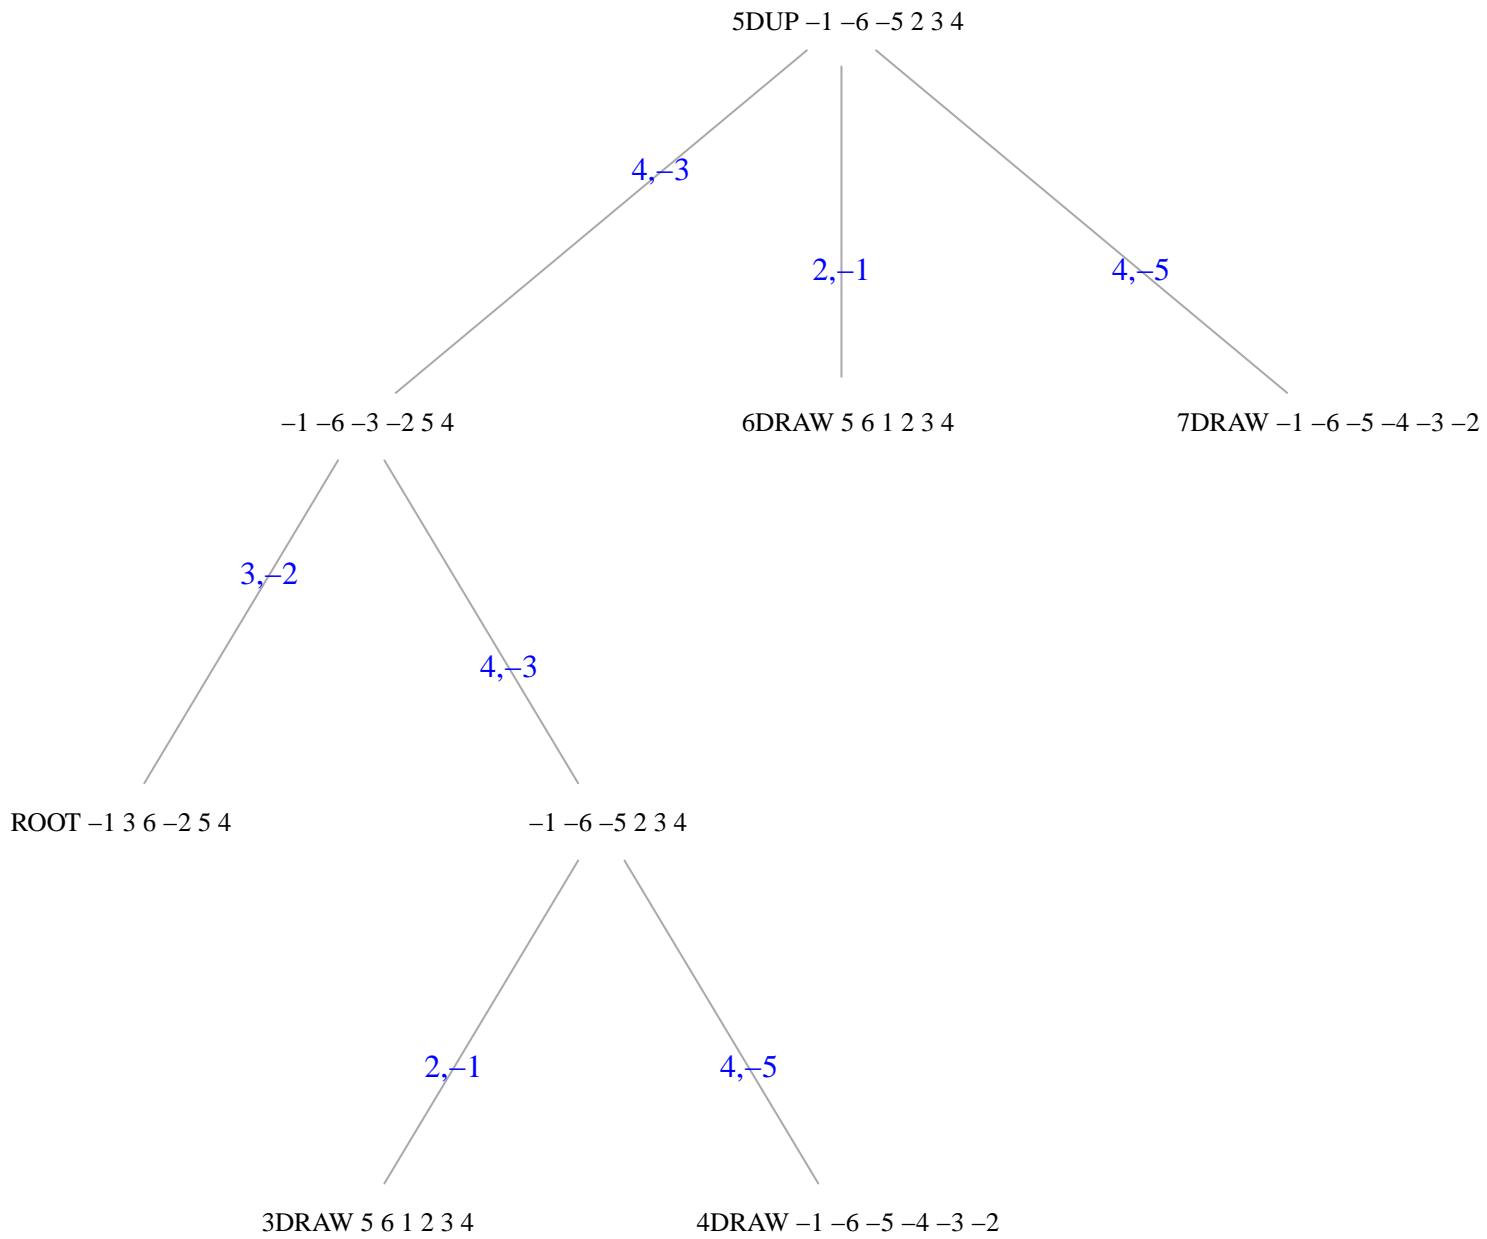 5DUP –1 –6 –5 2 3 4
4,–3
2,–1
4,–5
–1 –6 –3 –2 5 4
6DRAW 5 6 1 2 3 4
7DRAW –1 –6 –5 –4 –3 –2
3,–2
4,–3
ROOT –1 3 6 –2 5 4
–1 –6 –5 2 3 4
2,–1
4,–5
3DRAW 5 6 1 2 3 4
4DRAW –1 –6 –5 –4 –3 –2